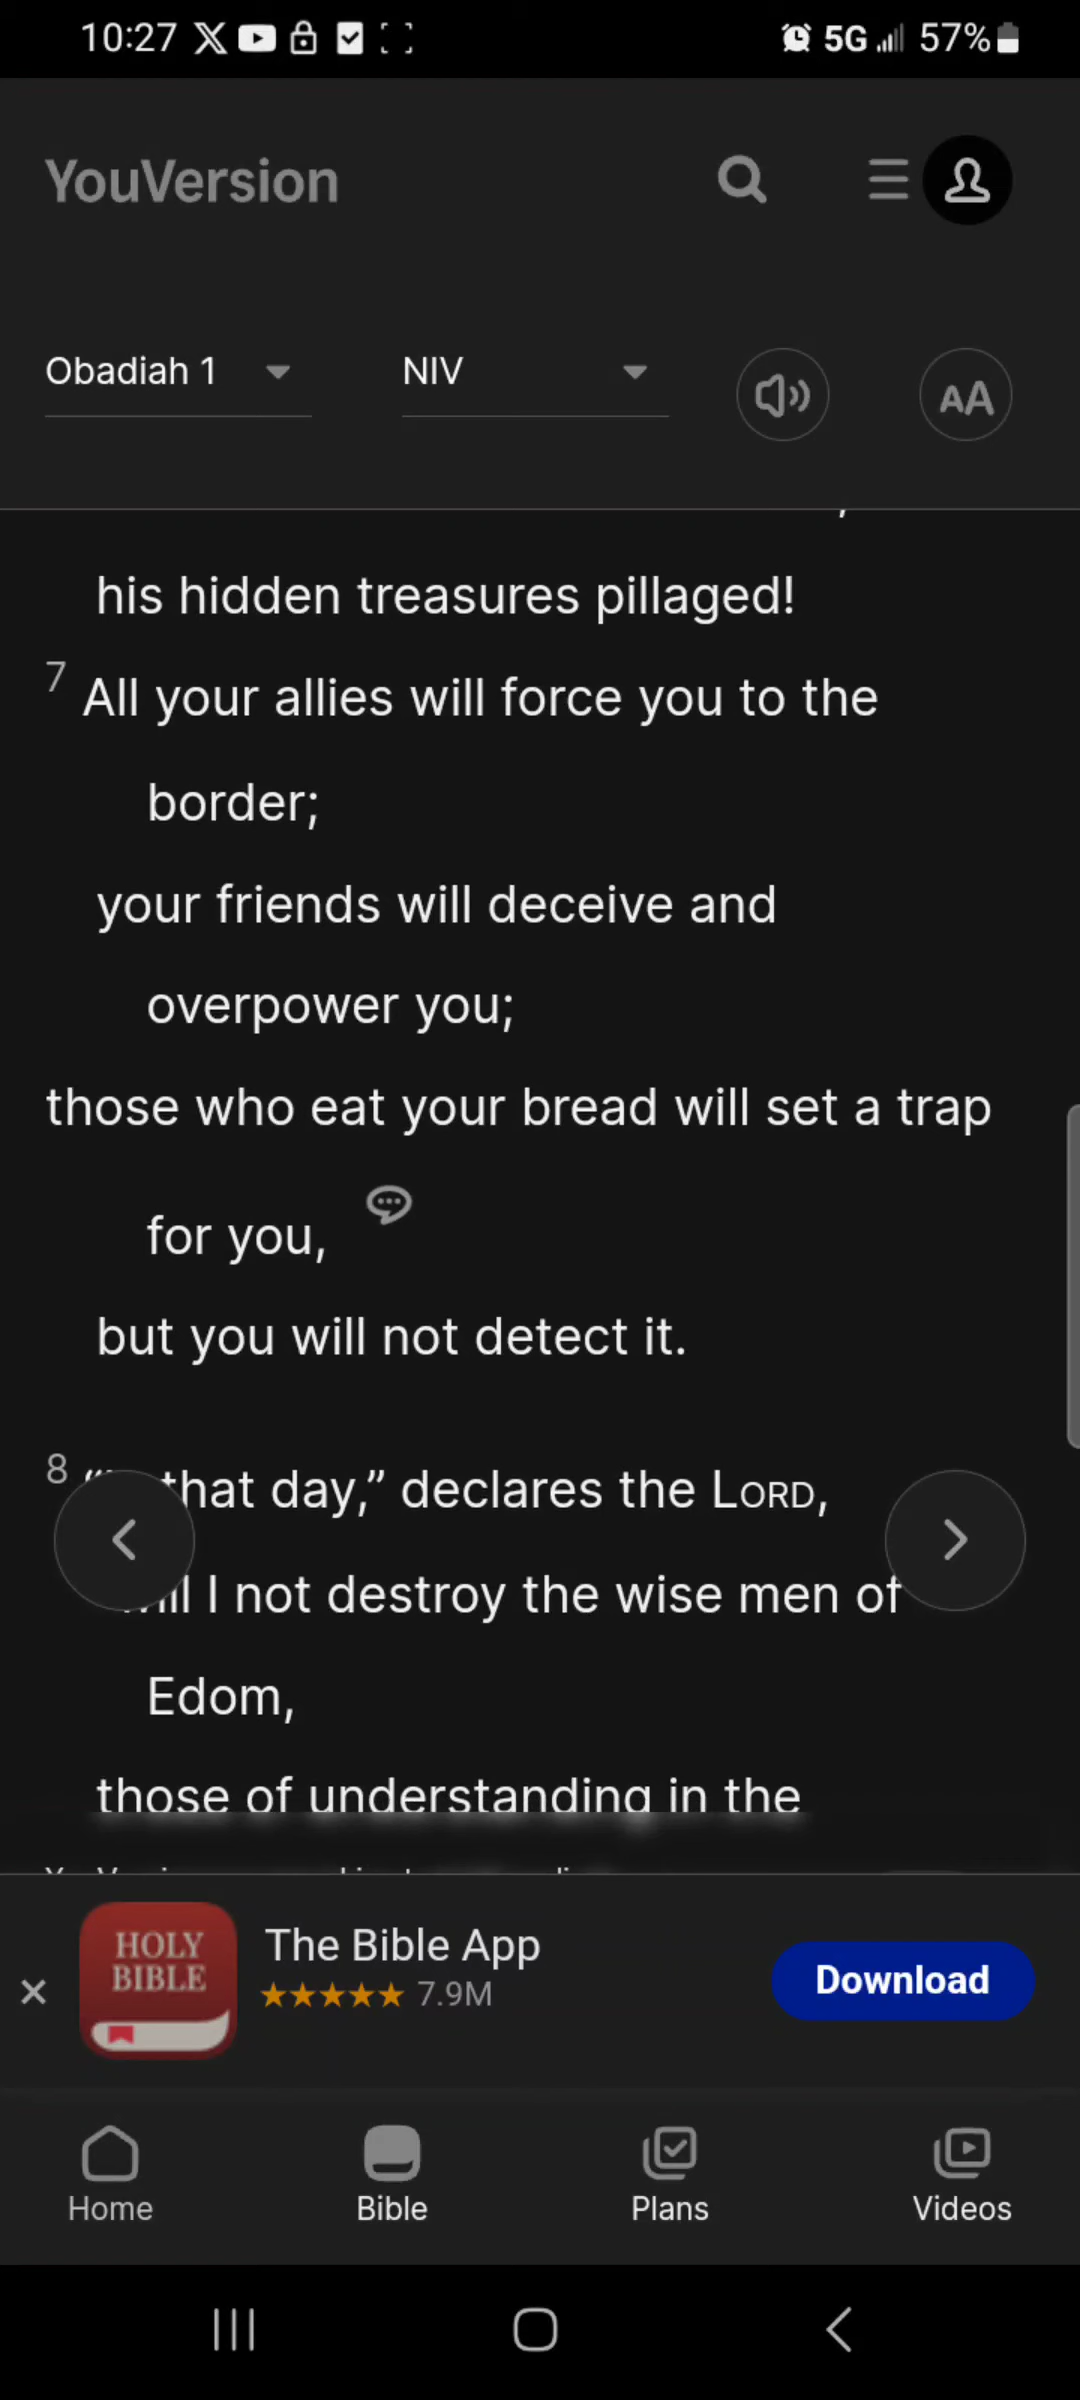 10:27 5G 57%
YouVersion
Obadiah 1 NIV AA
his hidden treasures pillaged!
7 All your allies will force you to the
border;
your friends will deceive and
overpower you;
those who eat your bread will set a trap
for you,
but you will not detect it.
8 that day,” declares the LORD,
I not destroy the wise men of
Edom,
those of understanding in the
HOLY
BIBLE
The Bible App
7.9M
Download
Home Bible Plans Videos